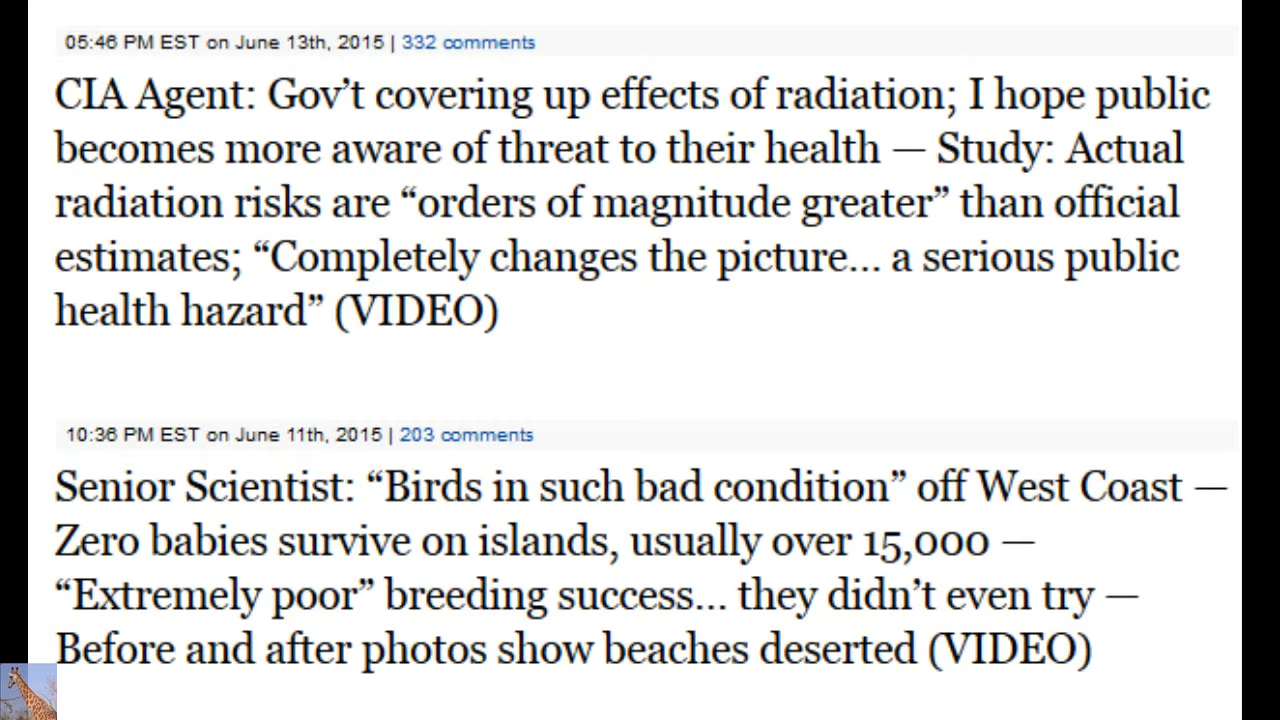 05:46 PM EST on June 13th, 2015 | 332 comments
CIA Agent: Gov’t covering up effects of radiation; I hope public
becomes more aware of threat to their health — Study: Actual
radiation risks are “orders of magnitude greater” than official
estimates; “Completely changes the picture... a serious public
health hazard” (VIDEO)
10:36 PM EST on June 11th, 2015 | 203 comments
Senior Scientist: “Birds in such bad condition” off West Coast —
Zero babies survive on islands, usually over 15,000 —
“Extremely poor” breeding success... they didn’t even try —
Before and after photos show beaches deserted (VIDEO)